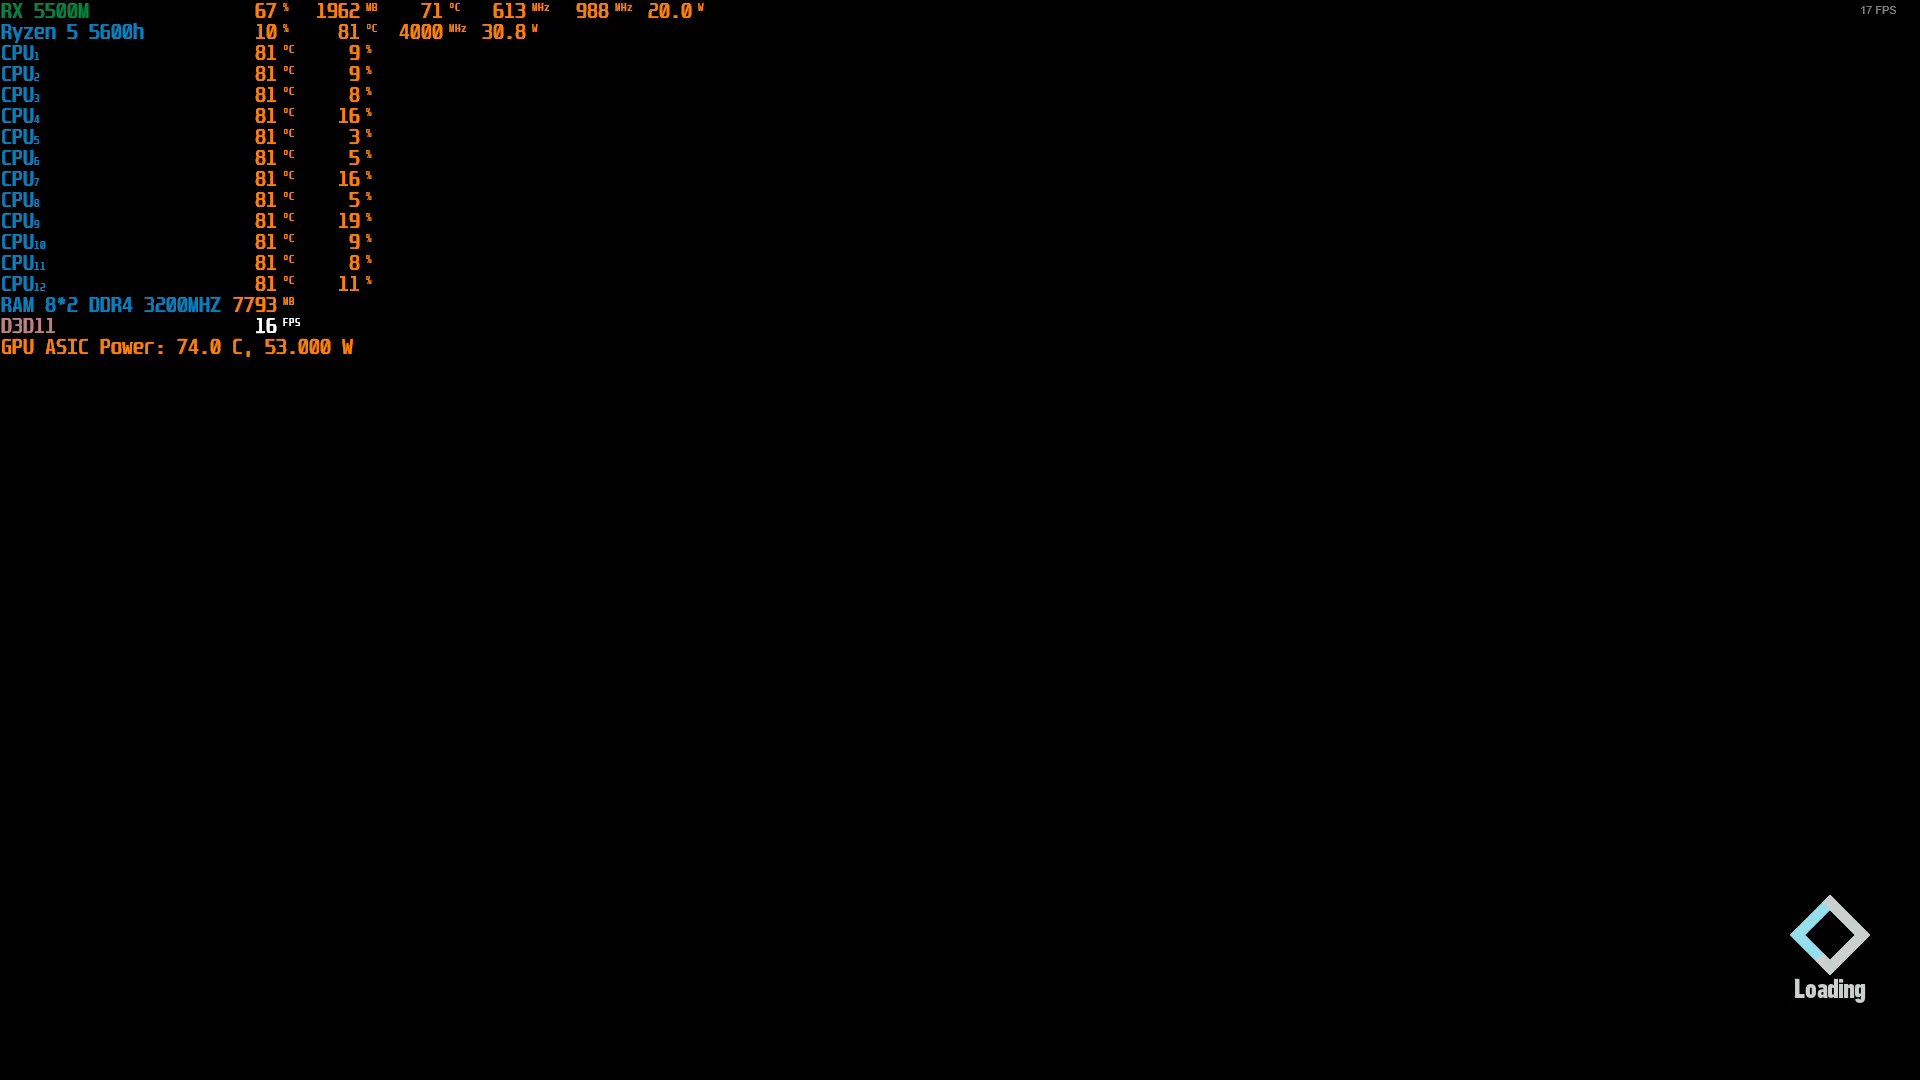 RX 5500M 67 % 1962 MB 71 °C 613 MHz 988 MHz 20.0 W 17 FPS
Ryzen 5 5600h 10 % 81 °C 4000 MHz 30.8 W
CPU1 81 °C 9 %
CPU2 81 °C 9 %
CPU3 81 °C 8 %
CPU4 81 °C 16 %
CPU5 81 °C 3 %
CPU6 81 °C 5 %
CPU7 81 °C 16 %
CPU8 81 °C 5 %
CPU9 81 °C 19 %
CPU10 81 °C 9 %
CPU11 81 °C 8 %
CPU12 81 °C 11 %
RAM 8*2 DDR4 3200MHZ 7793 MB
D3D11 16 FPS
GPU ASIC Power: 74.0 C, 53.000 W
Loading